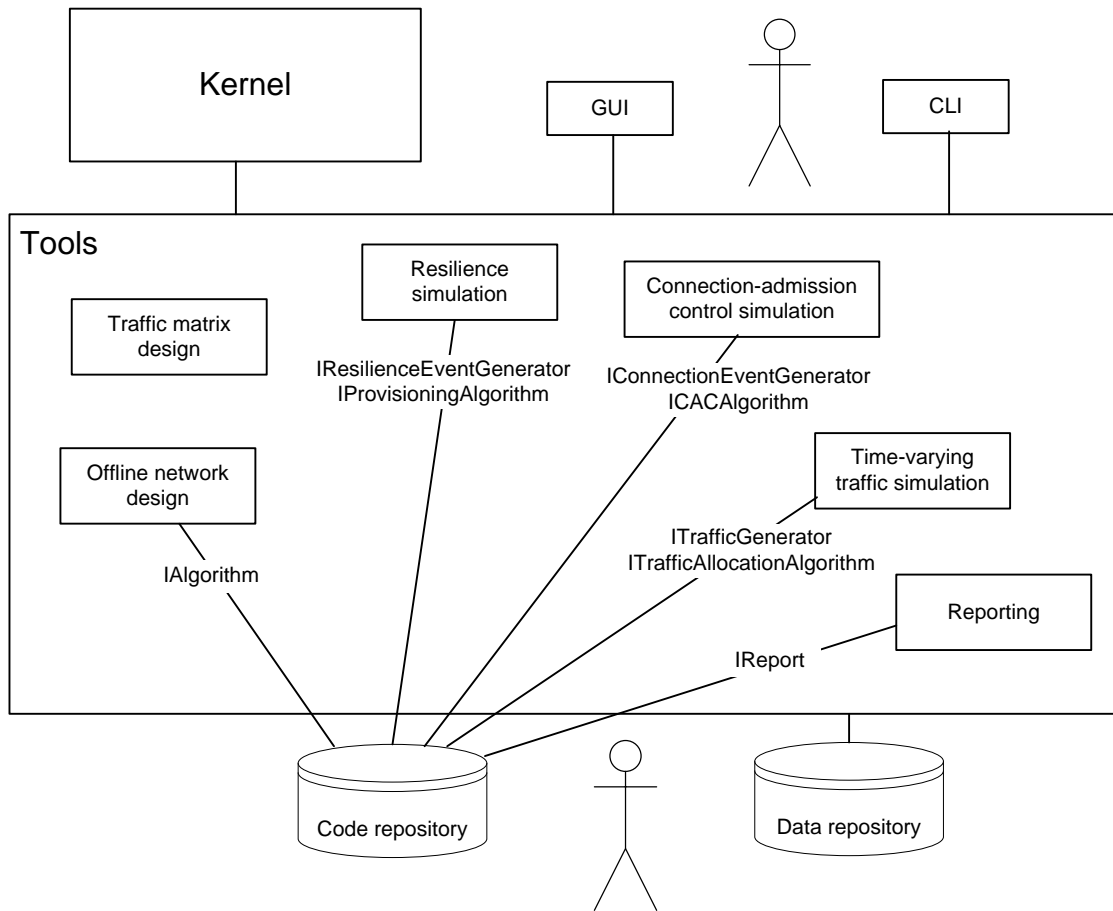 Kernel
GUI
CLI
Tools
Resilience
simulation
Connection-admission
control simulation
Traffic matrix
design
IResilienceEventGenerator
IProvisioningAlgorithm
IConnectionEventGenerator
ICACAlgorithm
Offline network
design
Time-varying
traffic simulation
IAlgorithm
ITrafficGenerator
ITrafficAllocationAlgorithm
Reporting
IReport
Code repository
Data repository